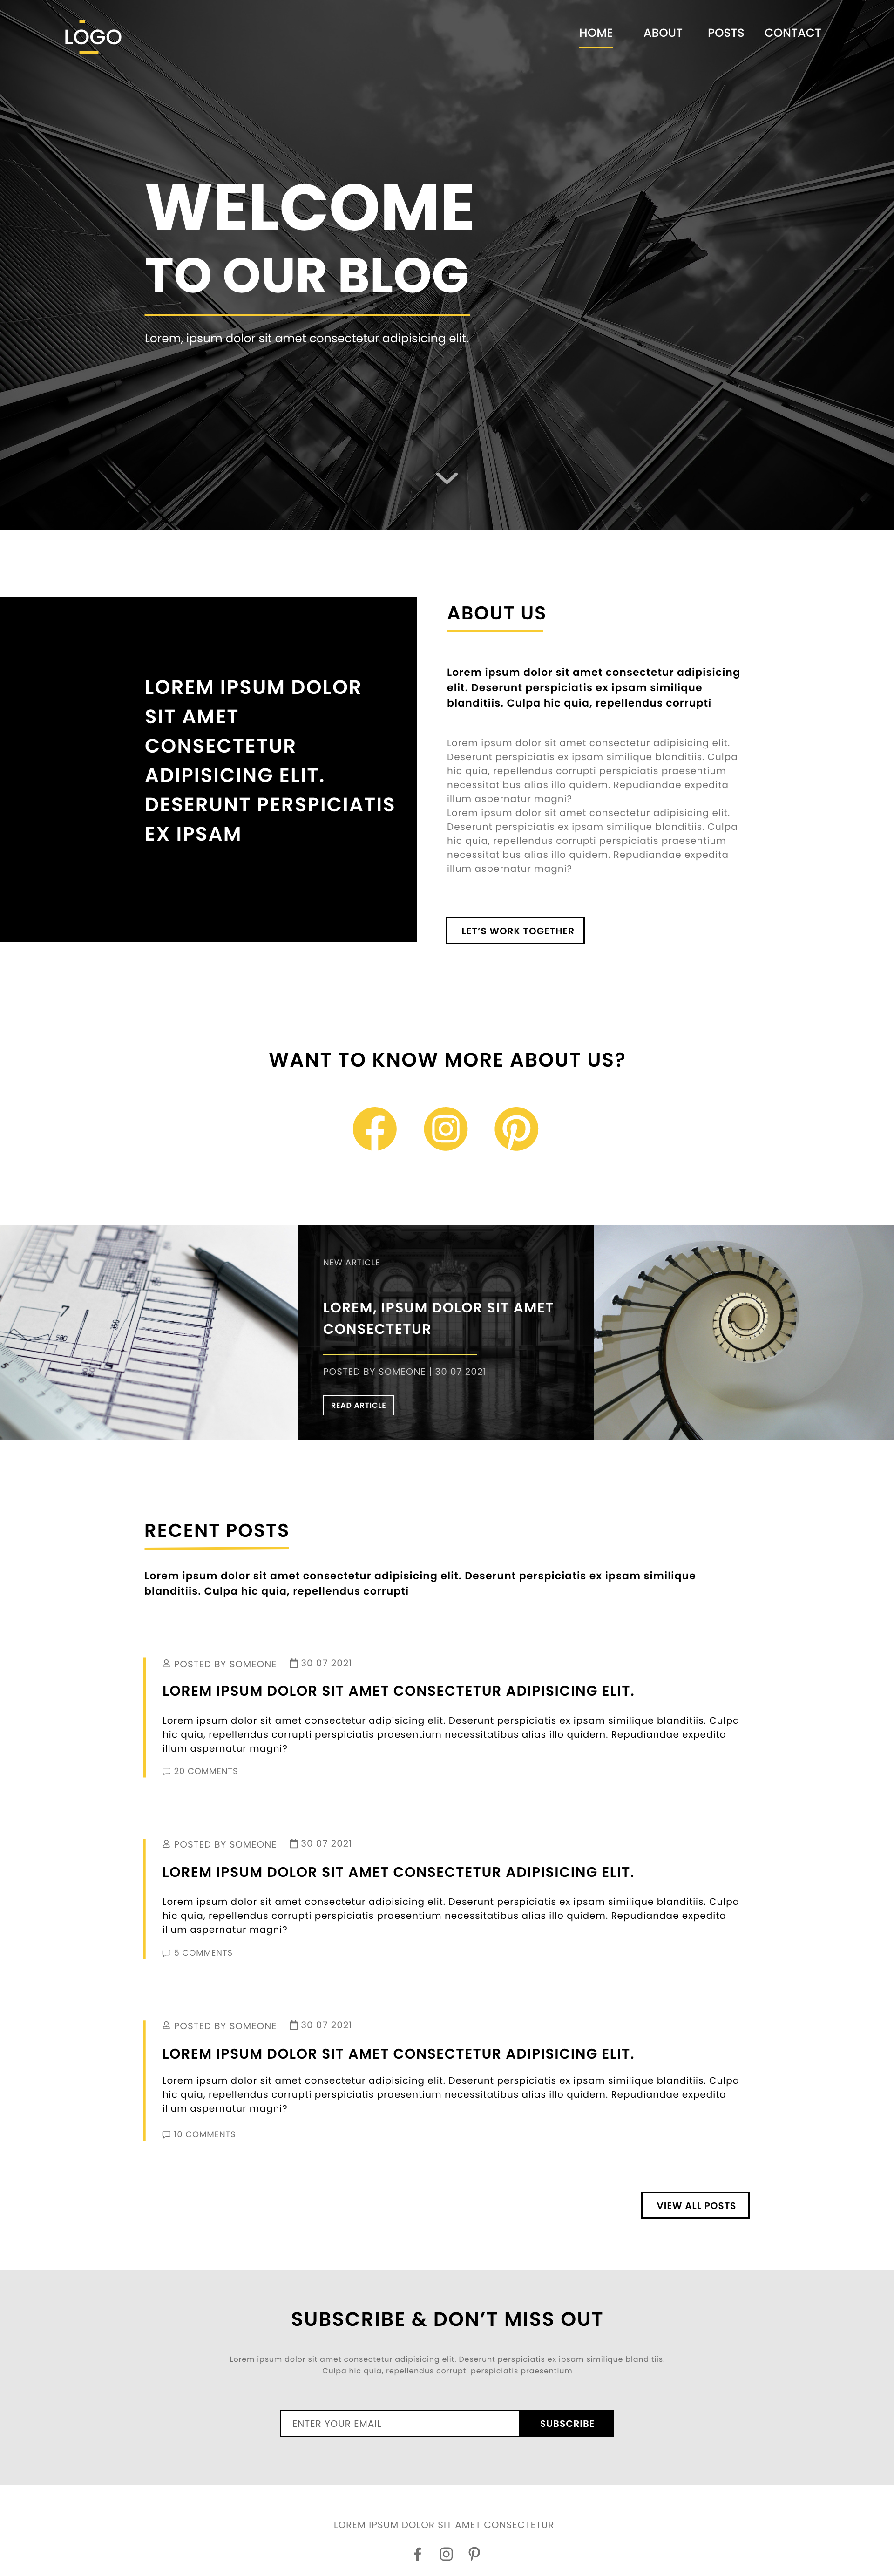 LOGO
HOME ABOUT POSTS CONTACT
WELCOME
TO OUR BLOG
Lorem, ipsum dolor sit amet consectetur adipisicing elit.
LOREM IPSUM DOLOR
SIT AMET
CONSECTETUR
ADIPISICING ELIT.
DESERUNT PERSPICIATIS
EX IPSAM
ABOUT US
Lorem ipsum dolor sit amet consectetur adipisicing
elit. Deserunt perspiciatis ex ipsam similique
blanditiis. Culpa hic quia, repellendus corrupti
Lorem ipsum dolor sit amet consectetur adipisicing elit.
Deserunt perspiciatis ex ipsam similique blanditiis. Culpa
hic quia, repellendus corrupti perspiciatis praesentium
necessitatibus alias illo quidem. Repudiandae expedita
illum aspernatur magni?
Lorem ipsum dolor sit amet consectetur adipisicing elit.
Deserunt perspiciatis ex ipsam similique blanditiis. Culpa
hic quia, repellendus corrupti perspiciatis praesentium
necessitatibus alias illo quidem. Repudiandae expedita
illum aspernatur magni?
LET'S WORK TOGETHER
WANT TO KNOW MORE ABOUT US?
7
580
5
6
NEW ARTICLE
LOREM, IPSUM DOLOR SIT AMET
CONSECTETUR
POSTED BY SOMEONE | 30 07 2021
READ ARTICLE
RECENT POSTS
Lorem ipsum dolor sit amet consectetur adipisicing elit. Deserunt perspiciatis ex ipsam similique
blanditiis. Culpa hic quia, repellendus corrupti
POSTED BY SOMEONE 30 07 2021
LOREM IPSUM DOLOR SIT AMET CONSECTETUR ADIPISICING ELIT.
Lorem ipsum dolor sit amet consectetur adipisicing elit. Deserunt perspiciatis ex ipsam similique blanditiis. Culpa
hic quia, repellendus corrupti perspiciatis praesentium necessitatibus alias illo quidem. Repudiandae expedita
illum aspernatur magni?
20 COMMENTS
POSTED BY SOMEONE 30 07 2021
LOREM IPSUM DOLOR SIT AMET CONSECTETUR ADIPISICING ELIT.
Lorem ipsum dolor sit amet consectetur adipisicing elit. Deserunt perspiciatis ex ipsam similique blanditiis. Culpa
hic quia, repellendus corrupti perspiciatis praesentium necessitatibus alias illo quidem. Repudiandae expedita
illum aspernatur magni?
5 COMMENTS
POSTED BY SOMEONE 30 07 2021
LOREM IPSUM DOLOR SIT AMET CONSECTETUR ADIPISICING ELIT.
Lorem ipsum dolor sit amet consectetur adipisicing elit. Deserunt perspiciatis ex ipsam similique blanditiis. Culpa
hic quia, repellendus corrupti perspiciatis praesentium necessitatibus alias illo quidem. Repudiandae expedita
illum aspernatur magni?
10 COMMENTS
VIEW ALL POSTS
SUBSCRIBE & DON'T MISS OUT
Lorem ipsum dolor sit amet consectetur adipisicing elit. Deserunt perspiciatis ex ipsam similique blanditiis.
Culpa hic quia, repellendus corrupti perspiciatis praesentium
ENTER YOUR EMAIL SUBSCRIBE
LOREM IPSUM DOLOR SIT AMET CONSECTETUR